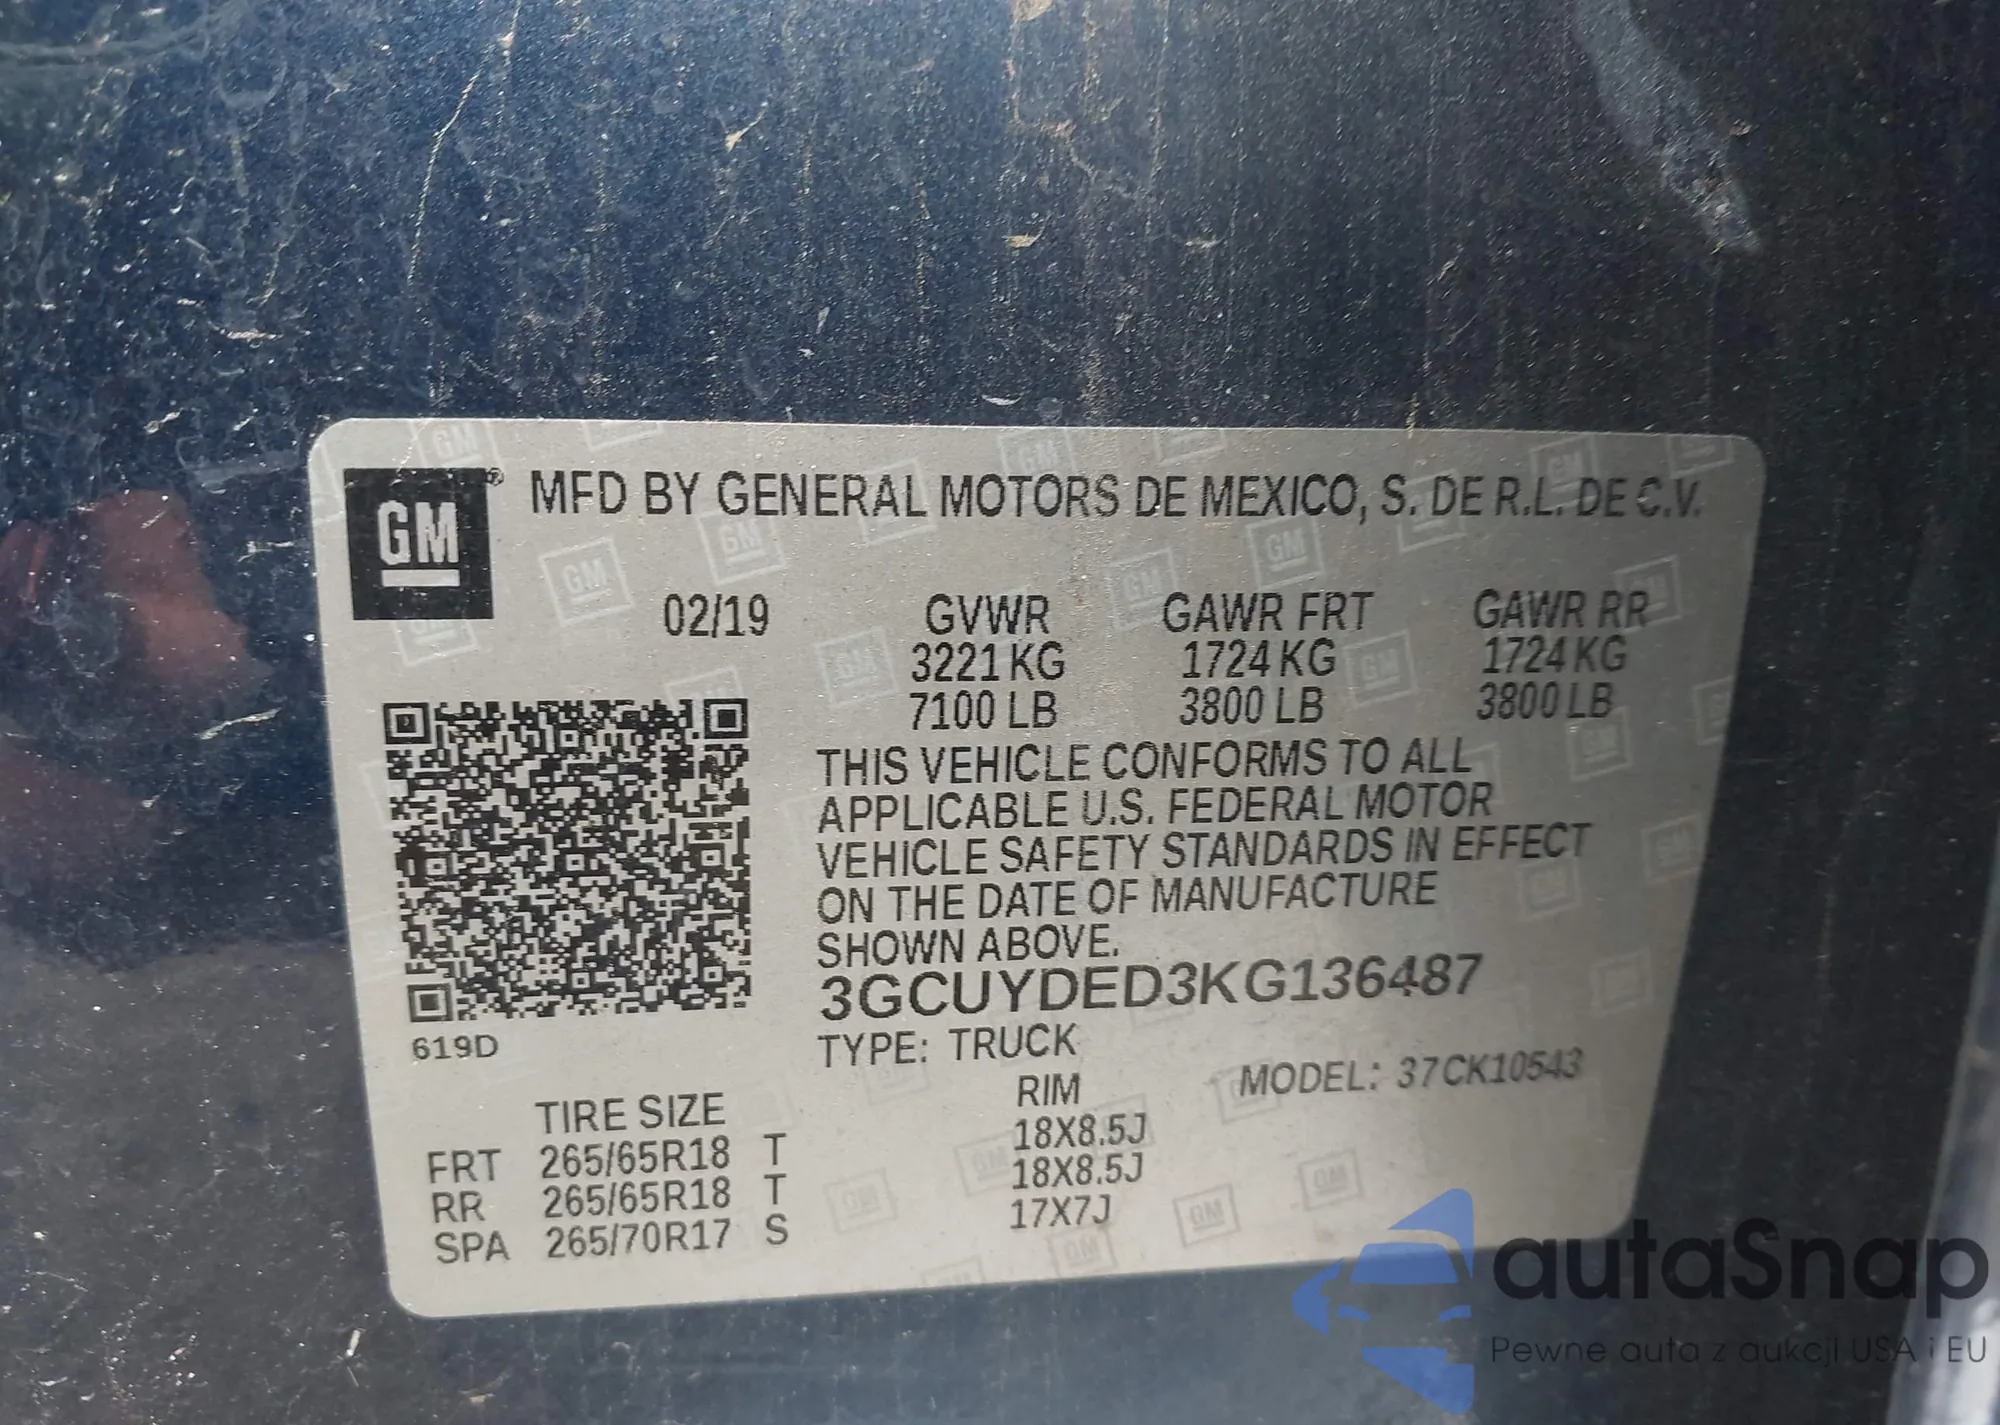 GM ® MFD BY GENERAL MOTORS DE MEXICO, S. DE R.L. DE C.V.
02/19 GVWR GAWR FRT GAWR RR
3221 KG 1724 KG 1724 KG
7100 LB 3800 LB 3800 LB
THIS VEHICLE CONFORMS TO ALL
APPLICABLE U.S. FEDERAL MOTOR
VEHICLE SAFETY STANDARDS IN EFFECT
ON THE DATE OF MANUFACTURE
SHOWN ABOVE.
3GCUYDED3KG136487
619D
TYPE: TRUCK
MODEL: 37CK10543
TIRE SIZE RIM
FRT 265/65R18 T 18X8.5J
RR 265/65R18 T 18X8.5J
SPA 265/70R17 S 17X7J
autaSnap
Pewne auta z aukcji USA i EU